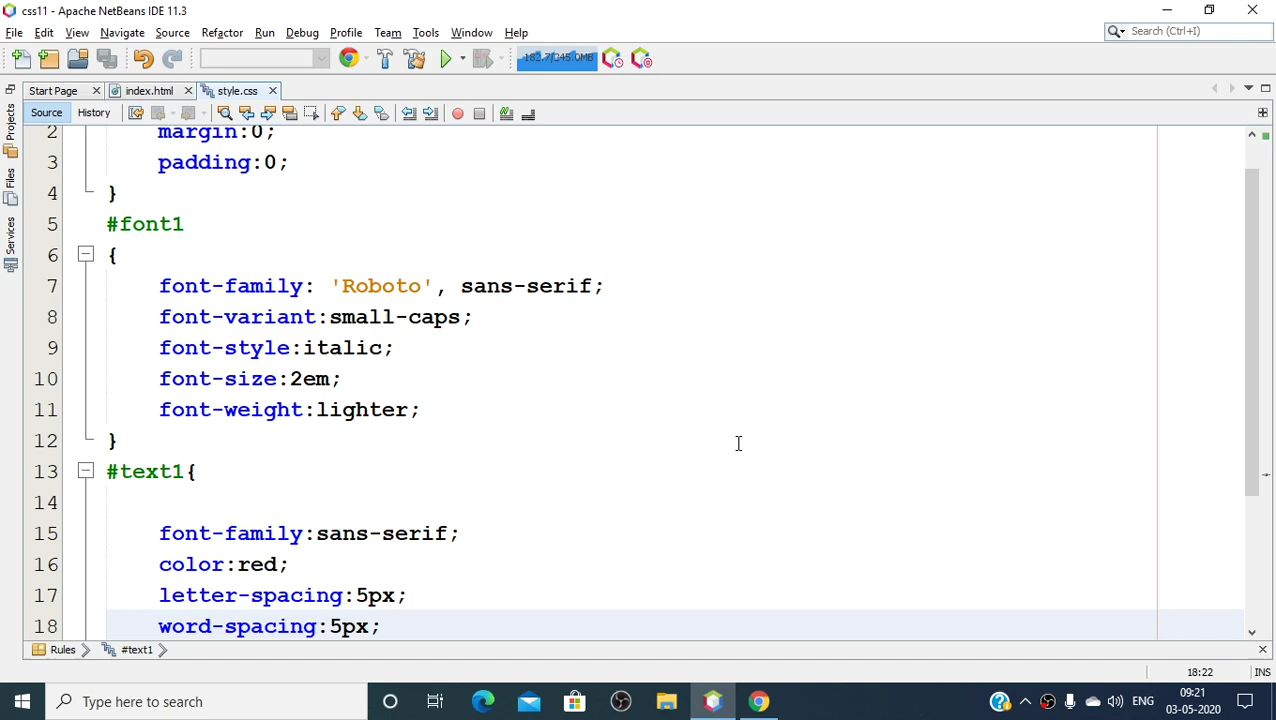 css11 - Apache NetBeans IDE 11.3
File Edit View Navigate Source Refactor Run Debug Profile Team Tools Window Help
Search (Ctrl+I)
Start Page index.html style.css
Source History
Projects
Files
Services
2 margin:0;
3 padding:0;
4 }
5 #font1
6 {
7 font-family: 'Roboto', sans-serif;
8 font-variant:small-caps;
9 font-style:italic;
10 font-size:2em;
11 font-weight:lighter;
12 }
13 #text1{
14
15 font-family:sans-serif;
16 color:red;
17 letter-spacing:5px;
18 word-spacing:5px;
Rules #text1
18:22 INS
Type here to search
ENG
09:21
03-05-2020